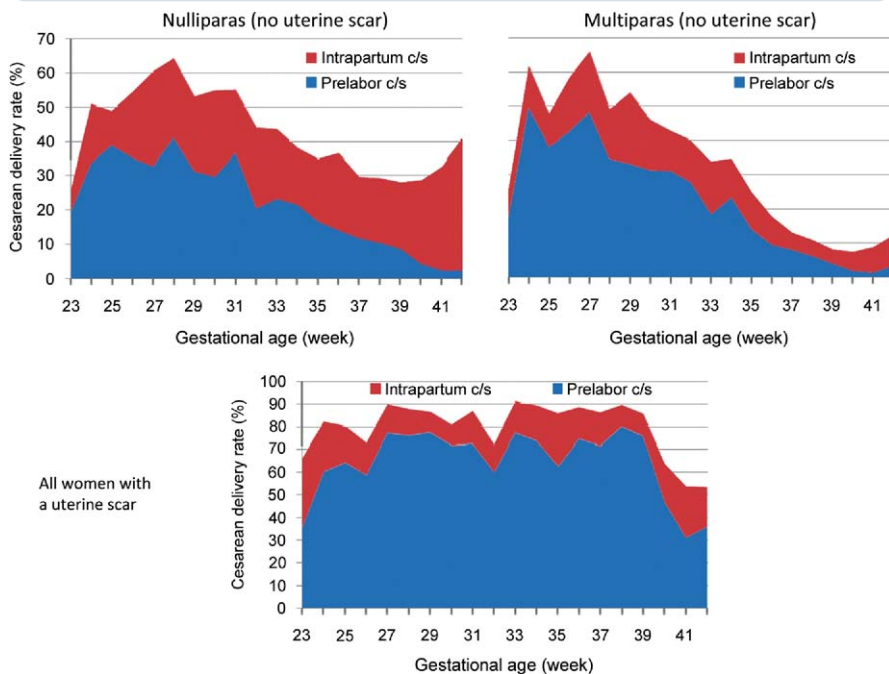 Nulliparas (no uterine scar)
Multiparas (no uterine scar)
70
60
50
40
30
20
10
0
Cesarean delivery rate (%)
Intrapartum c/s
Prelabor c/s
Intrapartum c/s
Prelabor c/s
23 25 27 29 31 33 35 37 39 41
23 25 27 29 31 33 35 37 39 41
Gestational age (week)
Gestational age (week)
All women with
a uterine scar
100
90
80
70
60
50
40
30
20
10
0
Cesarean delivery rate (%)
Intrapartum c/s Prelabor c/s
23 25 27 29 31 33 35 37 39 41
Gestational age (week)